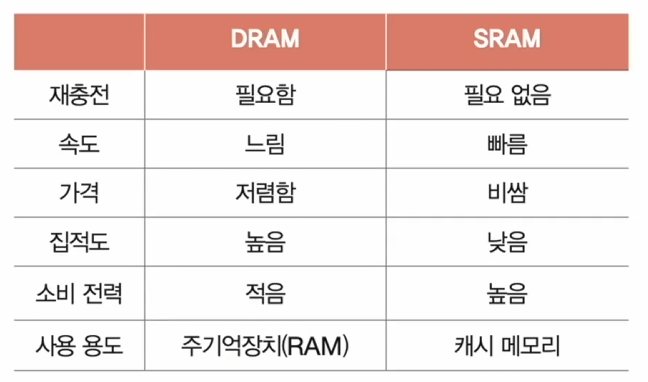 DRAM SRAM
재충전 필요함 필요 없음
속도 느림 빠름
가격 저렴함 비쌈
집적도 높음 낮음
소비 전력 적음 높음
사용 용도 주기억장치(RAM) 캐시 메모리